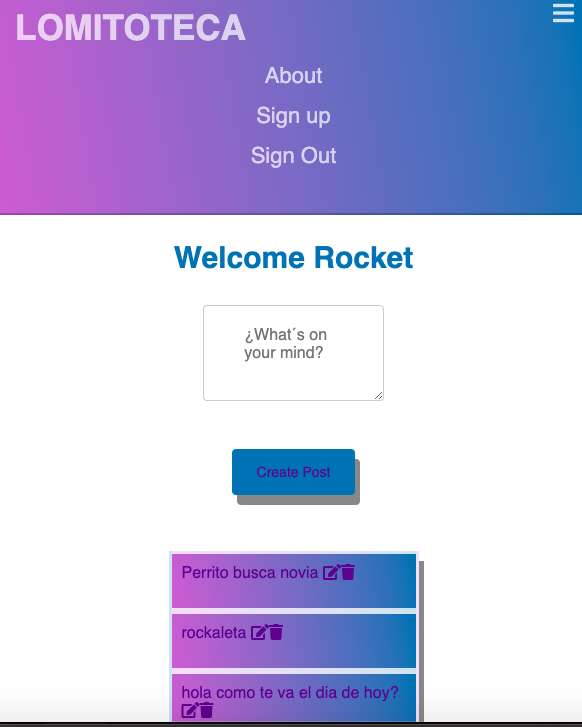 LOMITOTECA
About
Sign up
Sign Out
Welcome Rocket
¿What´s on
your mind?
Create Post
Perrito busca novia
rockaleta
hola como te va el dia de hoy?